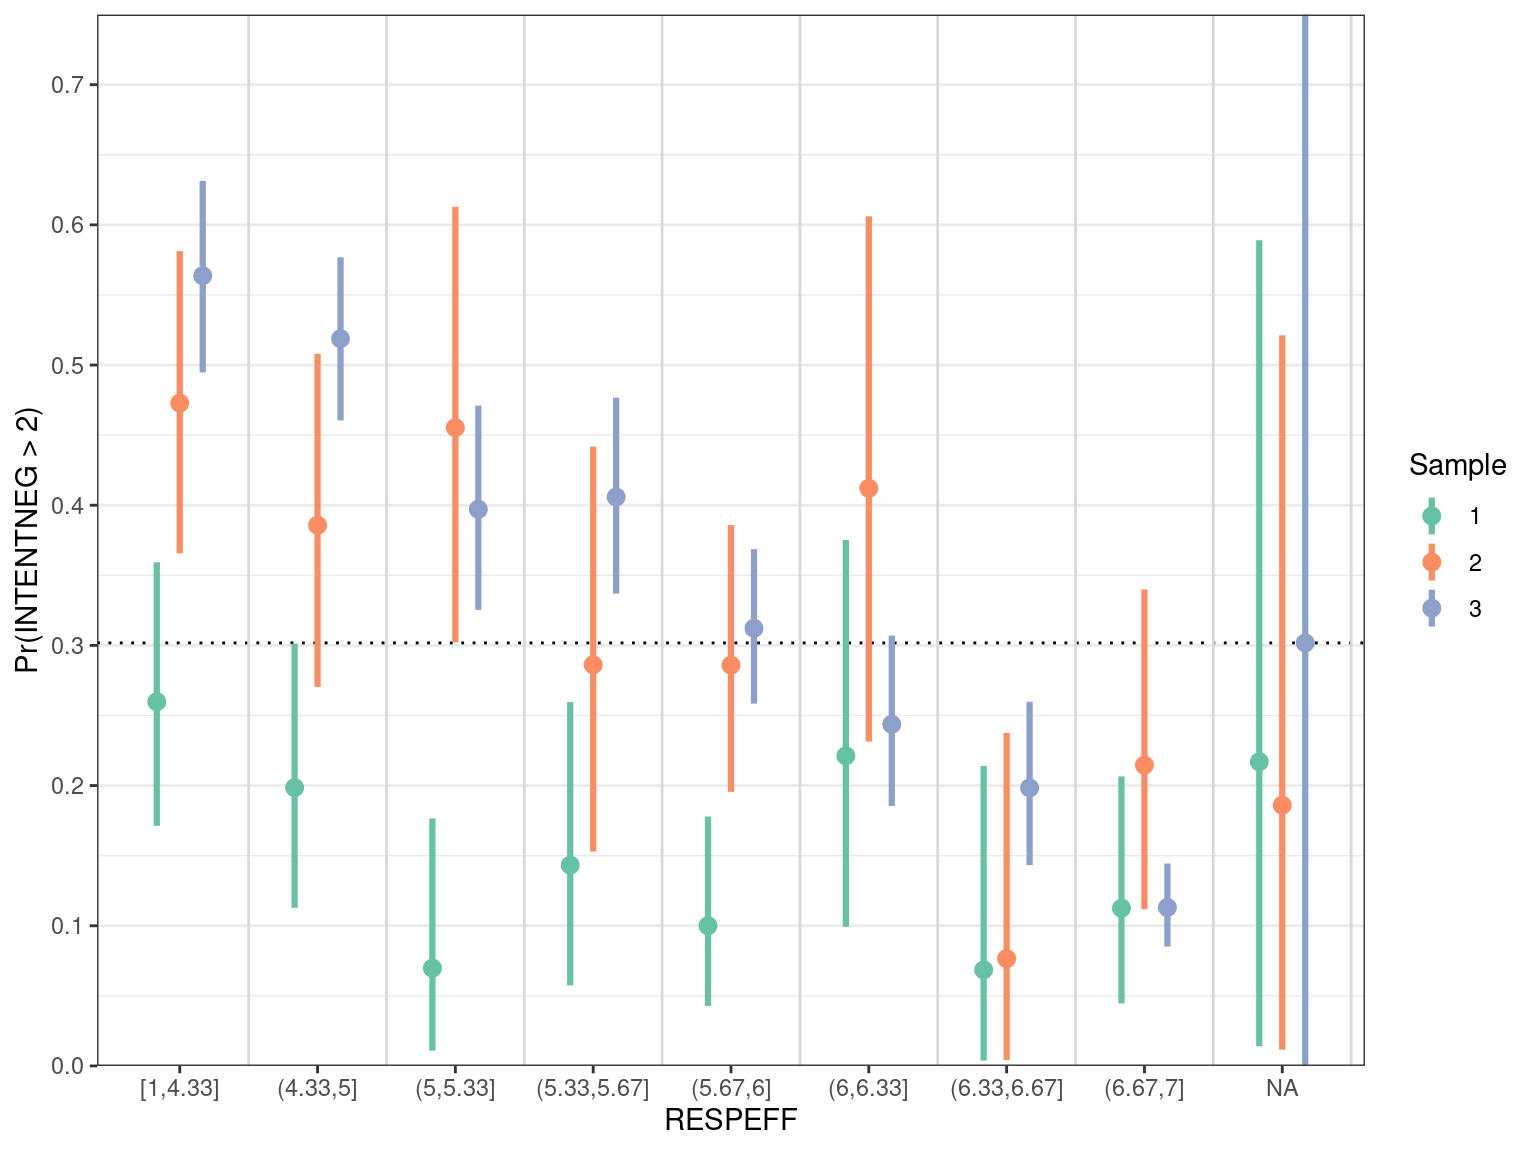 0.7
0.6
0.5
0.4
0.3
0.2
0.1
0.0
Pr(INTENTNEG > 2)
[1,4.33] (4.33,5] (5,5.33] (5.33,5.67] (5.67,6] (6,6.33] (6.33,6.67] (6.67,7] NA
RESPEFF
Sample
1
2
3